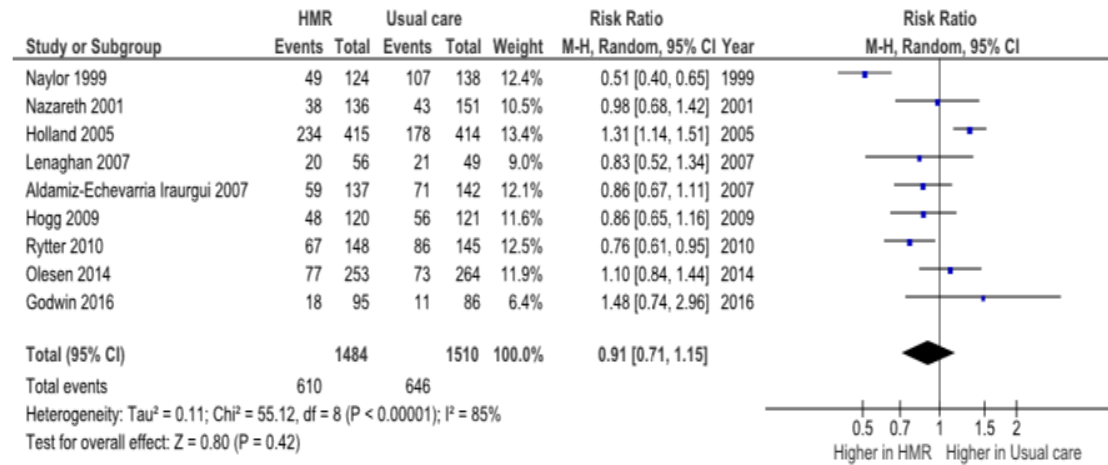 HMR Usual care Risk Ratio Risk Ratio
Study or Subgroup Events Total Events Total Weight M-H, Random, 95% CI Year M-H, Random, 95% CI
Naylor 1999 49 124 107 138 12.4% 0.51 [0.40, 0.65] 1999
Nazareth 2001 38 136 43 151 10.5% 0.98 [0.68, 1.42] 2001
Holland 2005 234 415 178 414 13.4% 1.31 [1.14, 1.51] 2005
Lenaghan 2007 20 56 21 49 9.0% 0.83 [0.52, 1.34] 2007
Aldamiz-Echevarria Iraurgui 2007 59 137 71 142 12.1% 0.86 [0.67, 1.11] 2007
Hogg 2009 48 120 56 121 11.6% 0.86 [0.65, 1.16] 2009
Rytter 2010 67 148 86 145 12.5% 0.76 [0.61, 0.95] 2010
Olesen 2014 77 253 73 264 11.9% 1.10 [0.84, 1.44] 2014
Godwin 2016 18 95 11 86 6.4% 1.48 [0.74, 2.96] 2016
Total (95% CI) 1484 1510 100.0% 0.91 [0.71, 1.15]
Total events 610 646
Heterogeneity: Tau² = 0.11; Chi² = 55.12, df = 8 (P < 0.00001); I² = 85%
Test for overall effect: Z = 0.80 (P = 0.42)
0.5 0.7 1 1.5 2
Higher in HMR Higher in Usual care